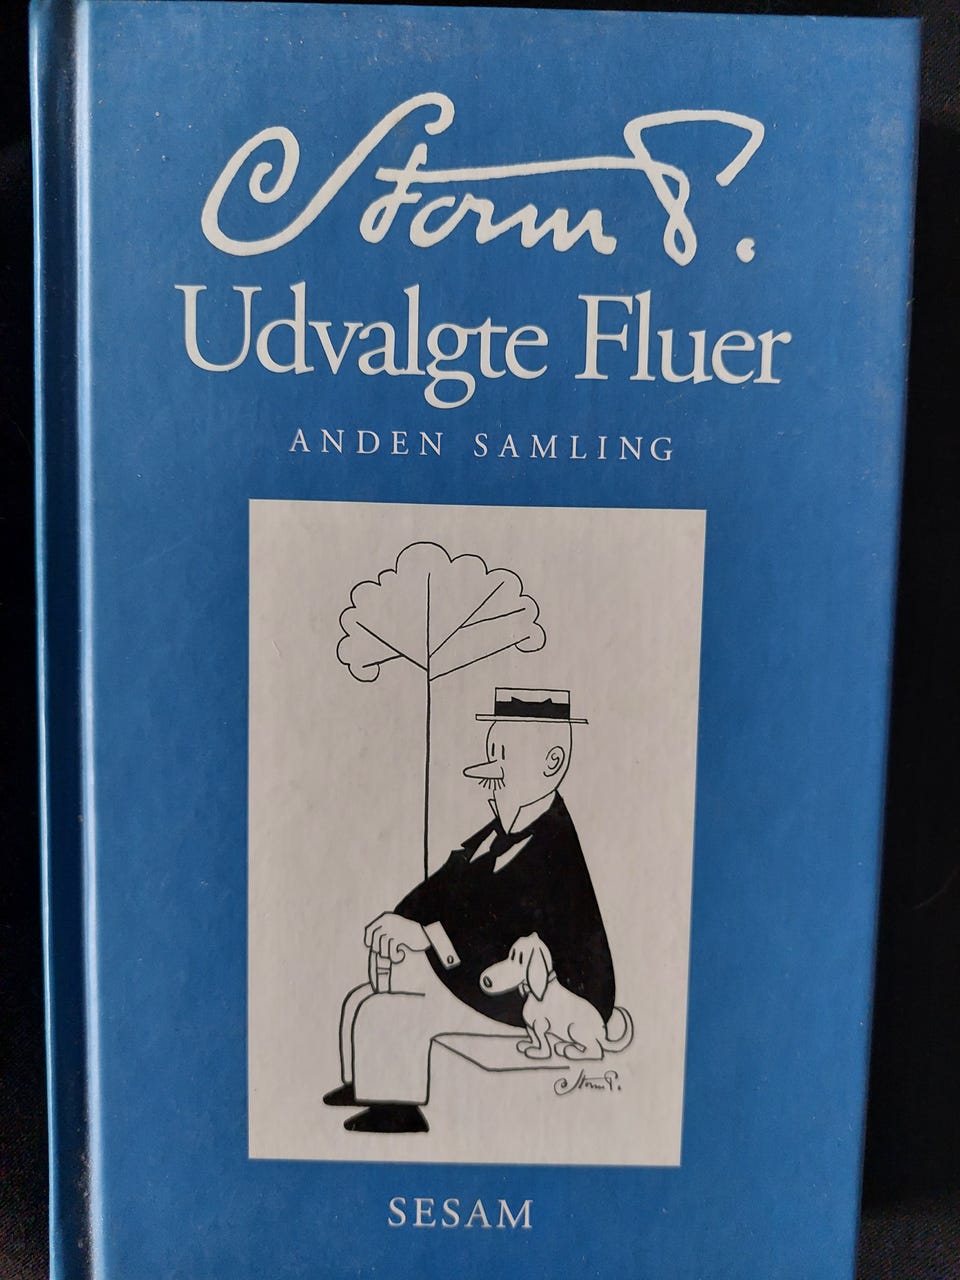 Storm P.
Udvalgte Fluer
ANDEN SAMLING
Storm P.
SESAM